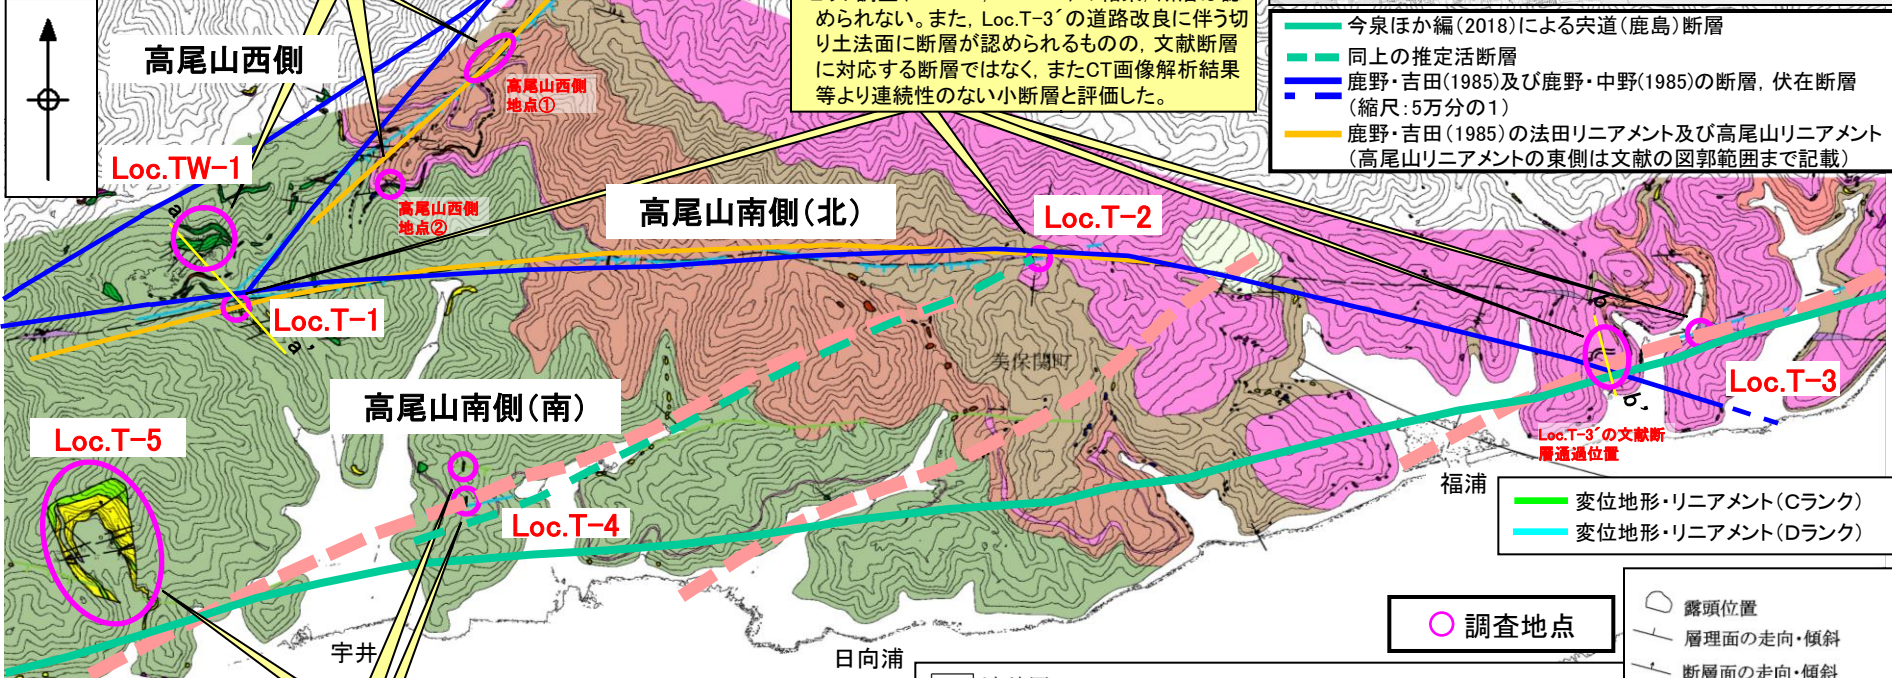 められない。また，Loc.T-3´の道路改良に伴う切
り土法面に断層が認められるものの，文献断層
に対応する断層ではなく，またCT画像解析結果
等より連続性のない小断層と評価した。
今泉ほか編(2018)による宍道(鹿島)断層
同上の推定活断層
鹿野・吉田(1985)及び鹿野・中野(1985)の断層，伏在断層
(縮尺：5万分の1)
鹿野・吉田(1985)の法田リニアメント及び高尾山リニアメント
(高尾山リニアメントの東側は文献の図郭範囲まで記載)
高尾山西側
高尾山西側
地点①
Loc.TW-1
高尾山西側
地点②
高尾山南側(北)
Loc.T-2
a
Loc.T-1
a'
b
美保関町
Loc.T-3
b'
高尾山南側(南)
Loc.T-5
Loc.T-3´の文献断
層通過位置
福浦
Loc.T-4
変位地形・リニアメント(Cランク)
変位地形・リニアメント(Dランク)
調査地点
露頭位置
層理面の走向・傾斜
断層面の走向・傾斜
宇井
日向浦